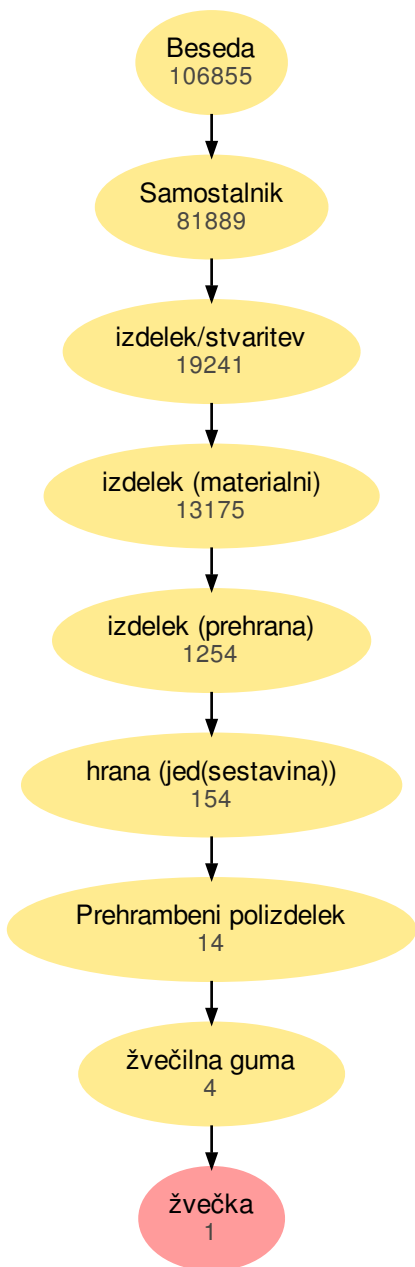 Beseda
106855
Samostalnik
81889
izdelek/stvaritev
19241
izdelek (materialni)
13175
izdelek (prehrana)
1254
hrana (jed(sestavina))
154
Prehrambeni polizdelek
14
žvečilna guma
4
žvečka
1